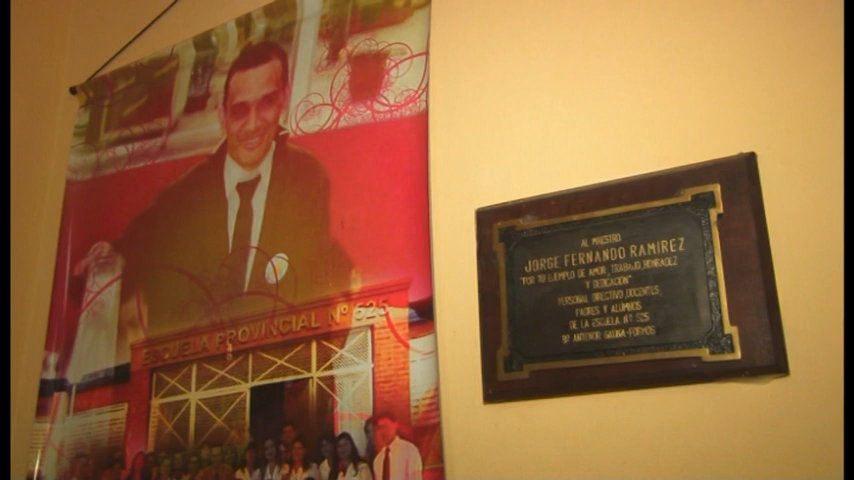 ESCUELA PROVINCIAL Nº 525
AL MAESTRO
JORGE FERNANDO RAMIREZ
"POR TU EJEMPLO DE AMOR, TRABAJO, HONRADEZ
Y DEDICACION"
PERSONAL DIRECTIVO, DOCENTES,
PADRES Y ALUMNOS
DE LA ESCUELA Nº 525
Bº ANTENOR GAUNA-FORMOS